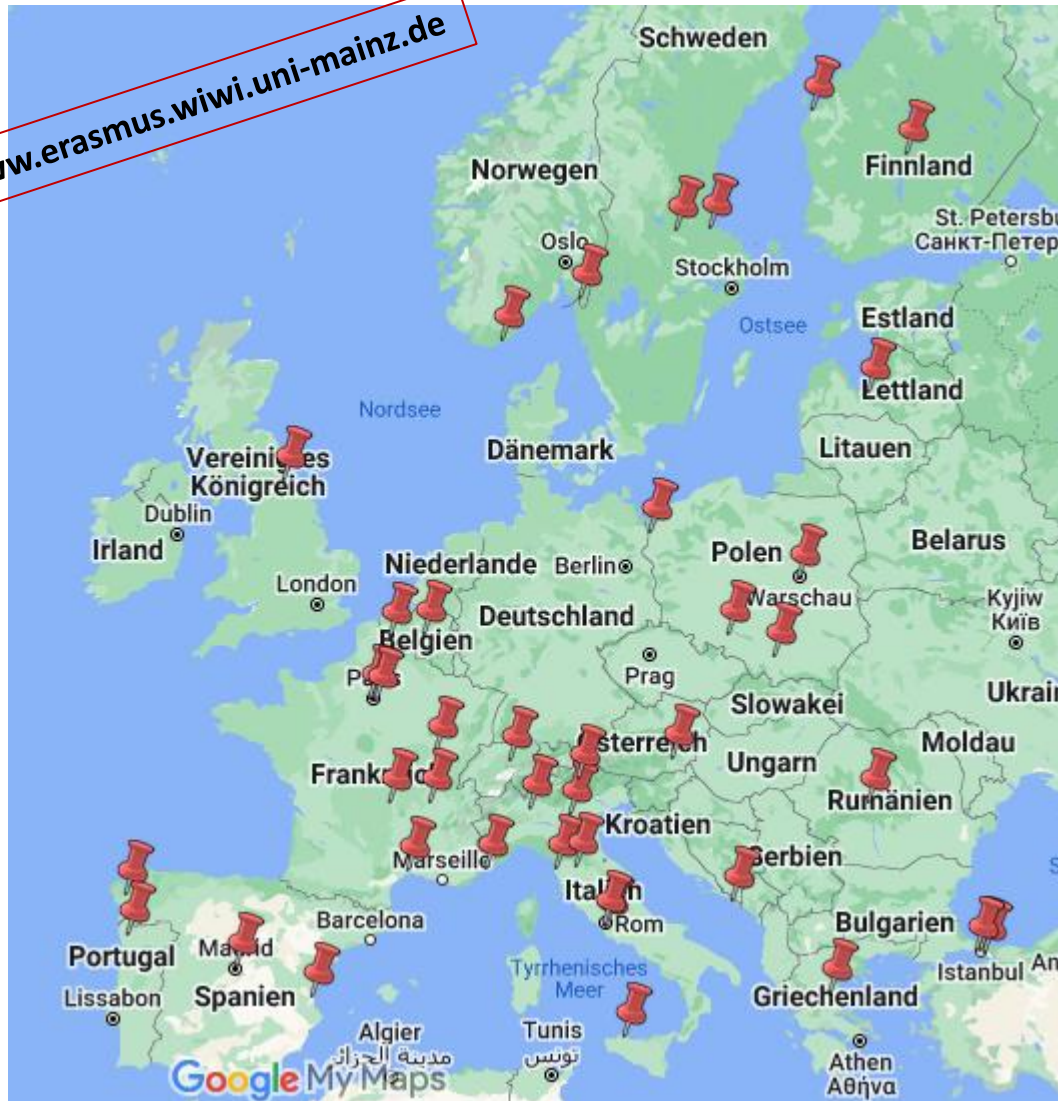 ww.erasmus.wiwi.uni-mainz.de
Schweden
Norwegen
Finnland
St. Petersbu
Санкт-Петер
Oslo
Stockholm
Ostsee
Estland
Lettland
Nordsee
Vereinigtes
Königreich
Dänemark
Litauen
Dublin
Irland
Niederlande
Berlin
Polen
Belarus
London
Belgien
Deutschland
Warschau
Kyjiw
Київ
Paris
Prag
Slowakei
Ukrain
Frankreich
Österreich
Ungarn
Moldau
Rumänien
Kroatien
Marseille
Serbien
Italien
Barcelona
Rom
Bulgarien
Portugal
Madrid
Istanbul
An
Lissabon
Spanien
Tyrrhenisches
Meer
Griechenland
Algier
مدينة الجزائر
Tunis
تونس
Athen
Αθήνα
S
Google My Maps